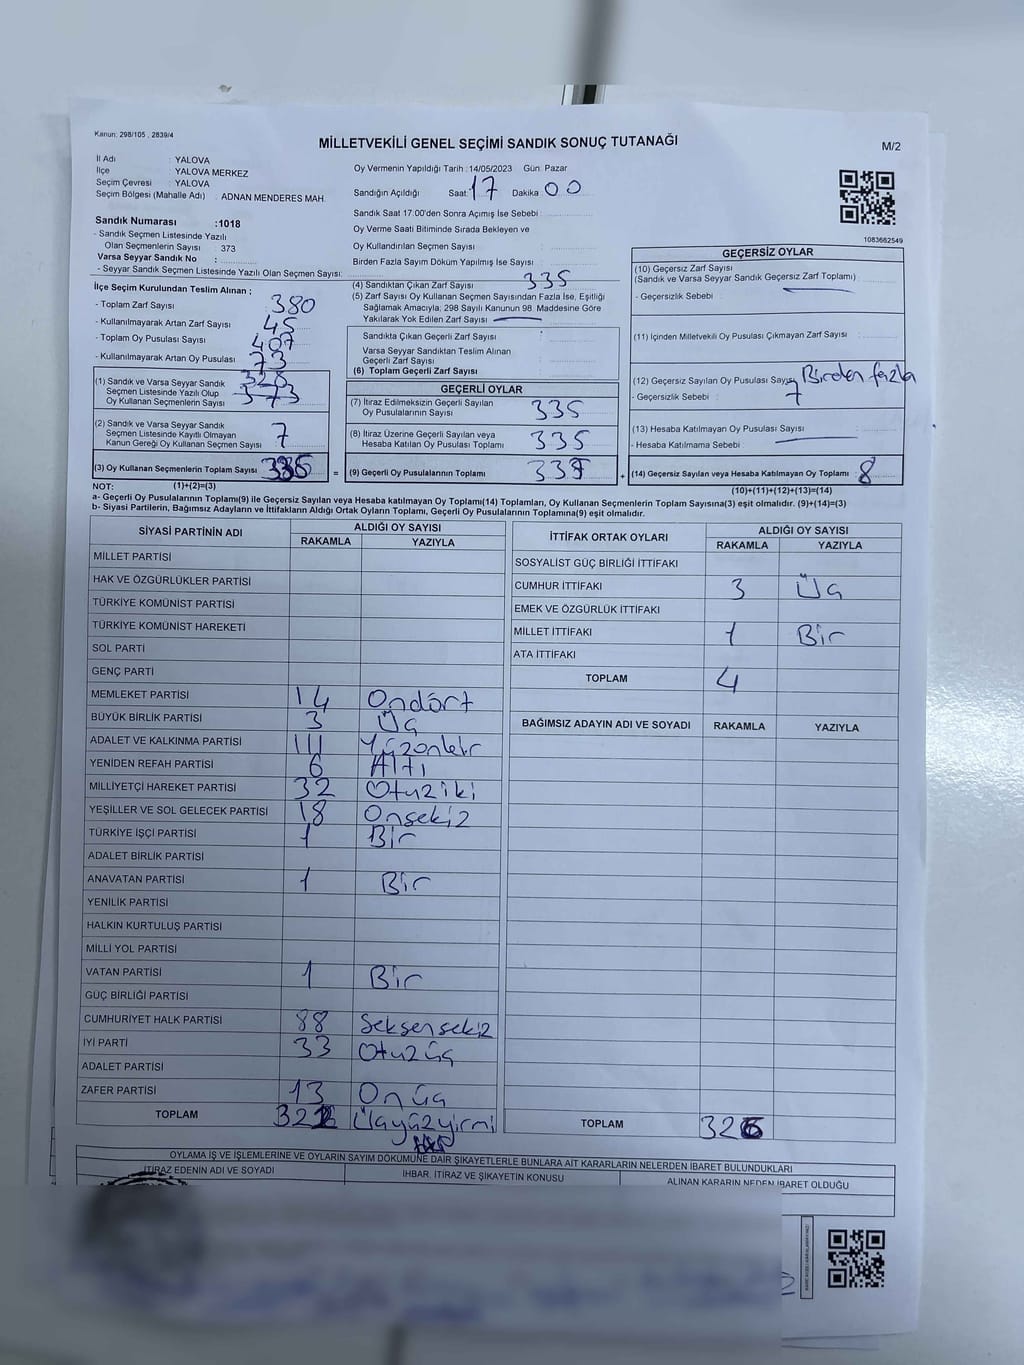 Kanun: 298/105 , 2839/4
MİLLETVEKİLİ GENEL SEÇİMİ SANDIK SONUÇ TUTANAĞI
M/2
İl Adı : YALOVA
İlçe : YALOVA MERKEZ
Seçim Çevresi : YALOVA
Seçim Bölgesi (Mahalle Adı) : ADNAN MENDERES MAH.
Sandık Numarası :1018
- Sandık Seçmen Listesinde Yazılı
Olan Seçmenlerin Sayısı : 373
Varsa Seyyar Sandık No :
- Seyyar Sandık Seçmen Listesinde Yazılı Olan Seçmen Sayısı:
Oy Vermenin Yapıldığı Tarih :14/05/2023 Gün: Pazar
Sandığın Açıldığı Saat: 17 Dakika: 00
Sandık Saat 17.00'den Sonra Açımış İse Sebebi :
Oy Verme Saati Bitiminde Sırada Bekleyen ve
Oy Kullandırılan Seçmen Sayısı :
Birden Fazla Sayım Döküm Yapılmış İse Sayısı :
1083682549
İlçe Seçim Kurulundan Teslim Alınan ;
- Toplam Zarf Sayısı : 380
- Kullanılmayarak Artan Zarf Sayısı : 45
- Toplam Oy Pusulası Sayısı : 407
- Kullanılmayarak Artan Oy Pusulası : 73
(1) Sandık ve Varsa Seyyar Sandık
Seçmen Listesinde Yazılı Olup
Oy Kullanan Seçmenlerin Sayısı : 328 373
(2) Sandık ve Varsa Seyyar Sandık
Seçmen Listesinde Kayıtlı Olmayan
Kanun Gereği Oy Kullanan Seçmen Sayısı : 7
(3) Oy Kullanan Seçmenlerin Toplam Sayısı
(1)+(2)=(3)
(4) Sandıktan Çıkan Zarf Sayısı : 335
(5) Zarf Sayısı Oy Kullanan Seçmen Sayısından Fazla İse, Eşitliği
Sağlamak Amacıyla; 298 Sayılı Kanunun 98. Maddesine Göre
Yakılarak Yok Edilen Zarf Sayısı
Sandıkta Çıkan Geçerli Zarf Sayısı :
Varsa Seyyar Sandıktan Teslim Alınan
Geçerli Zarf Sayısı :
(6) Toplam Geçerli Zarf Sayısı :
GEÇERLİ OYLAR
(7) İtiraz Edilmeksizin Geçerli Sayılan
Oy Pusulalarının Sayısı : 335
(8) İtiraz Üzerine Geçerli Sayılan veya
Hesaba Katılan Oy Pusulası Toplamı : 335
= (9) Geçerli Oy Pusulalarının Toplamı
GEÇERSİZ OYLAR
(10) Geçersiz Zarf Sayısı
(Sandık ve Varsa Seyyar Sandık Geçersiz Zarf Toplamı) :
- Geçersizlik Sebebi :
(11) İçinden Milletvekili Oy Pusulası Çıkmayan Zarf Sayısı :
(12) Geçersiz Sayılan Oy Pusulası Sayısı Birden fazla
- Geçersizlik Sebebi : 7
(13) Hesaba Katılmayan Oy Pusulası Sayısı :
- Hesaba Katılmama Sebebi :
+ (14) Geçersiz Sayılan veya Hesaba Katılmayan Oy Toplamı : 8
(10)+(11)+(12)+(13)=(14)
NOT:
a- Geçerli Oy Pusulalarının Toplamı(9) ile Geçersiz Sayılan veya Hesaba katılmayan Oy Toplamı(14) Toplamları, Oy Kullanan Seçmenlerin Toplam Sayısına(3) eşit olmalıdır. (9)+(14)=(3)
b- Siyasi Partilerin, Bağımsız Adayların ve İttifakların Aldığı Ortak Oyların Toplamı, Geçerli Oy Pusulalarının Toplamına(9) eşit olmalıdır.
SİYASİ PARTİNİN ADI ALDIĞI OY SAYISI
RAKAMLA YAZIYLA
MİLLET PARTİSİ
HAK VE ÖZGÜRLÜKLER PARTİSİ
TÜRKİYE KOMÜNİST PARTİSİ
TÜRKİYE KOMÜNİST HAREKETİ
SOL PARTİ
GENÇ PARTİ
MEMLEKET PARTİSİ 14 Ondört
BÜYÜK BİRLİK PARTİSİ 3 Üç
ADALET VE KALKINMA PARTİSİ 111
YENİDEN REFAH PARTİSİ 6 Altı
MİLLİYETÇİ HAREKET PARTİSİ 32 Otuziki
YEŞİLLER VE SOL GELECEK PARTİSİ 18 Onsekiz
TÜRKİYE İŞÇİ PARTİSİ 1 Bir
ADALET BİRLİK PARTİSİ
ANAVATAN PARTİSİ 1 Bir
YENİLİK PARTİSİ
HALKIN KURTULUŞ PARTİSİ
MİLLİ YOL PARTİSİ
VATAN PARTİSİ 1 Bir
GÜÇ BİRLİĞİ PARTİSİ
CUMHURİYET HALK PARTİSİ 88 Seksensekiz
İYİ PARTİ 33 Otuzüç
ADALET PARTİSİ
ZAFER PARTİSİ 13 Onüç
TOPLAM Üçyüzyirmi
İTTİFAK ORTAK OYLARI ALDIĞI OY SAYISI
RAKAMLA YAZIYLA
SOSYALİST GÜÇ BİRLİĞİ İTTİFAKI
CUMHUR İTTİFAKI 3 Üç
EMEK VE ÖZGÜRLÜK İTTİFAKI
MİLLET İTTİFAKI 1 Bir
ATA İTTİFAKI
TOPLAM 4
BAĞIMSIZ ADAYIN ADI VE SOYADI RAKAMLA YAZIYLA
TOPLAM 326
OYLAMA İŞ VE İŞLEMLERİNE VE OYLARIN SAYIM DÖKÜMÜNE DAİR ŞİKAYETLERLE BUNLARA AİT KARARLARIN NELERDEN İBARET BULUNDUKLARI
İTİRAZ EDENİN ADI VE SOYADI
İHBAR, İTİRAZ VE ŞİKAYETİN KONUSU
ALINAN KARARIN NEDEN İBARET OLDUĞU